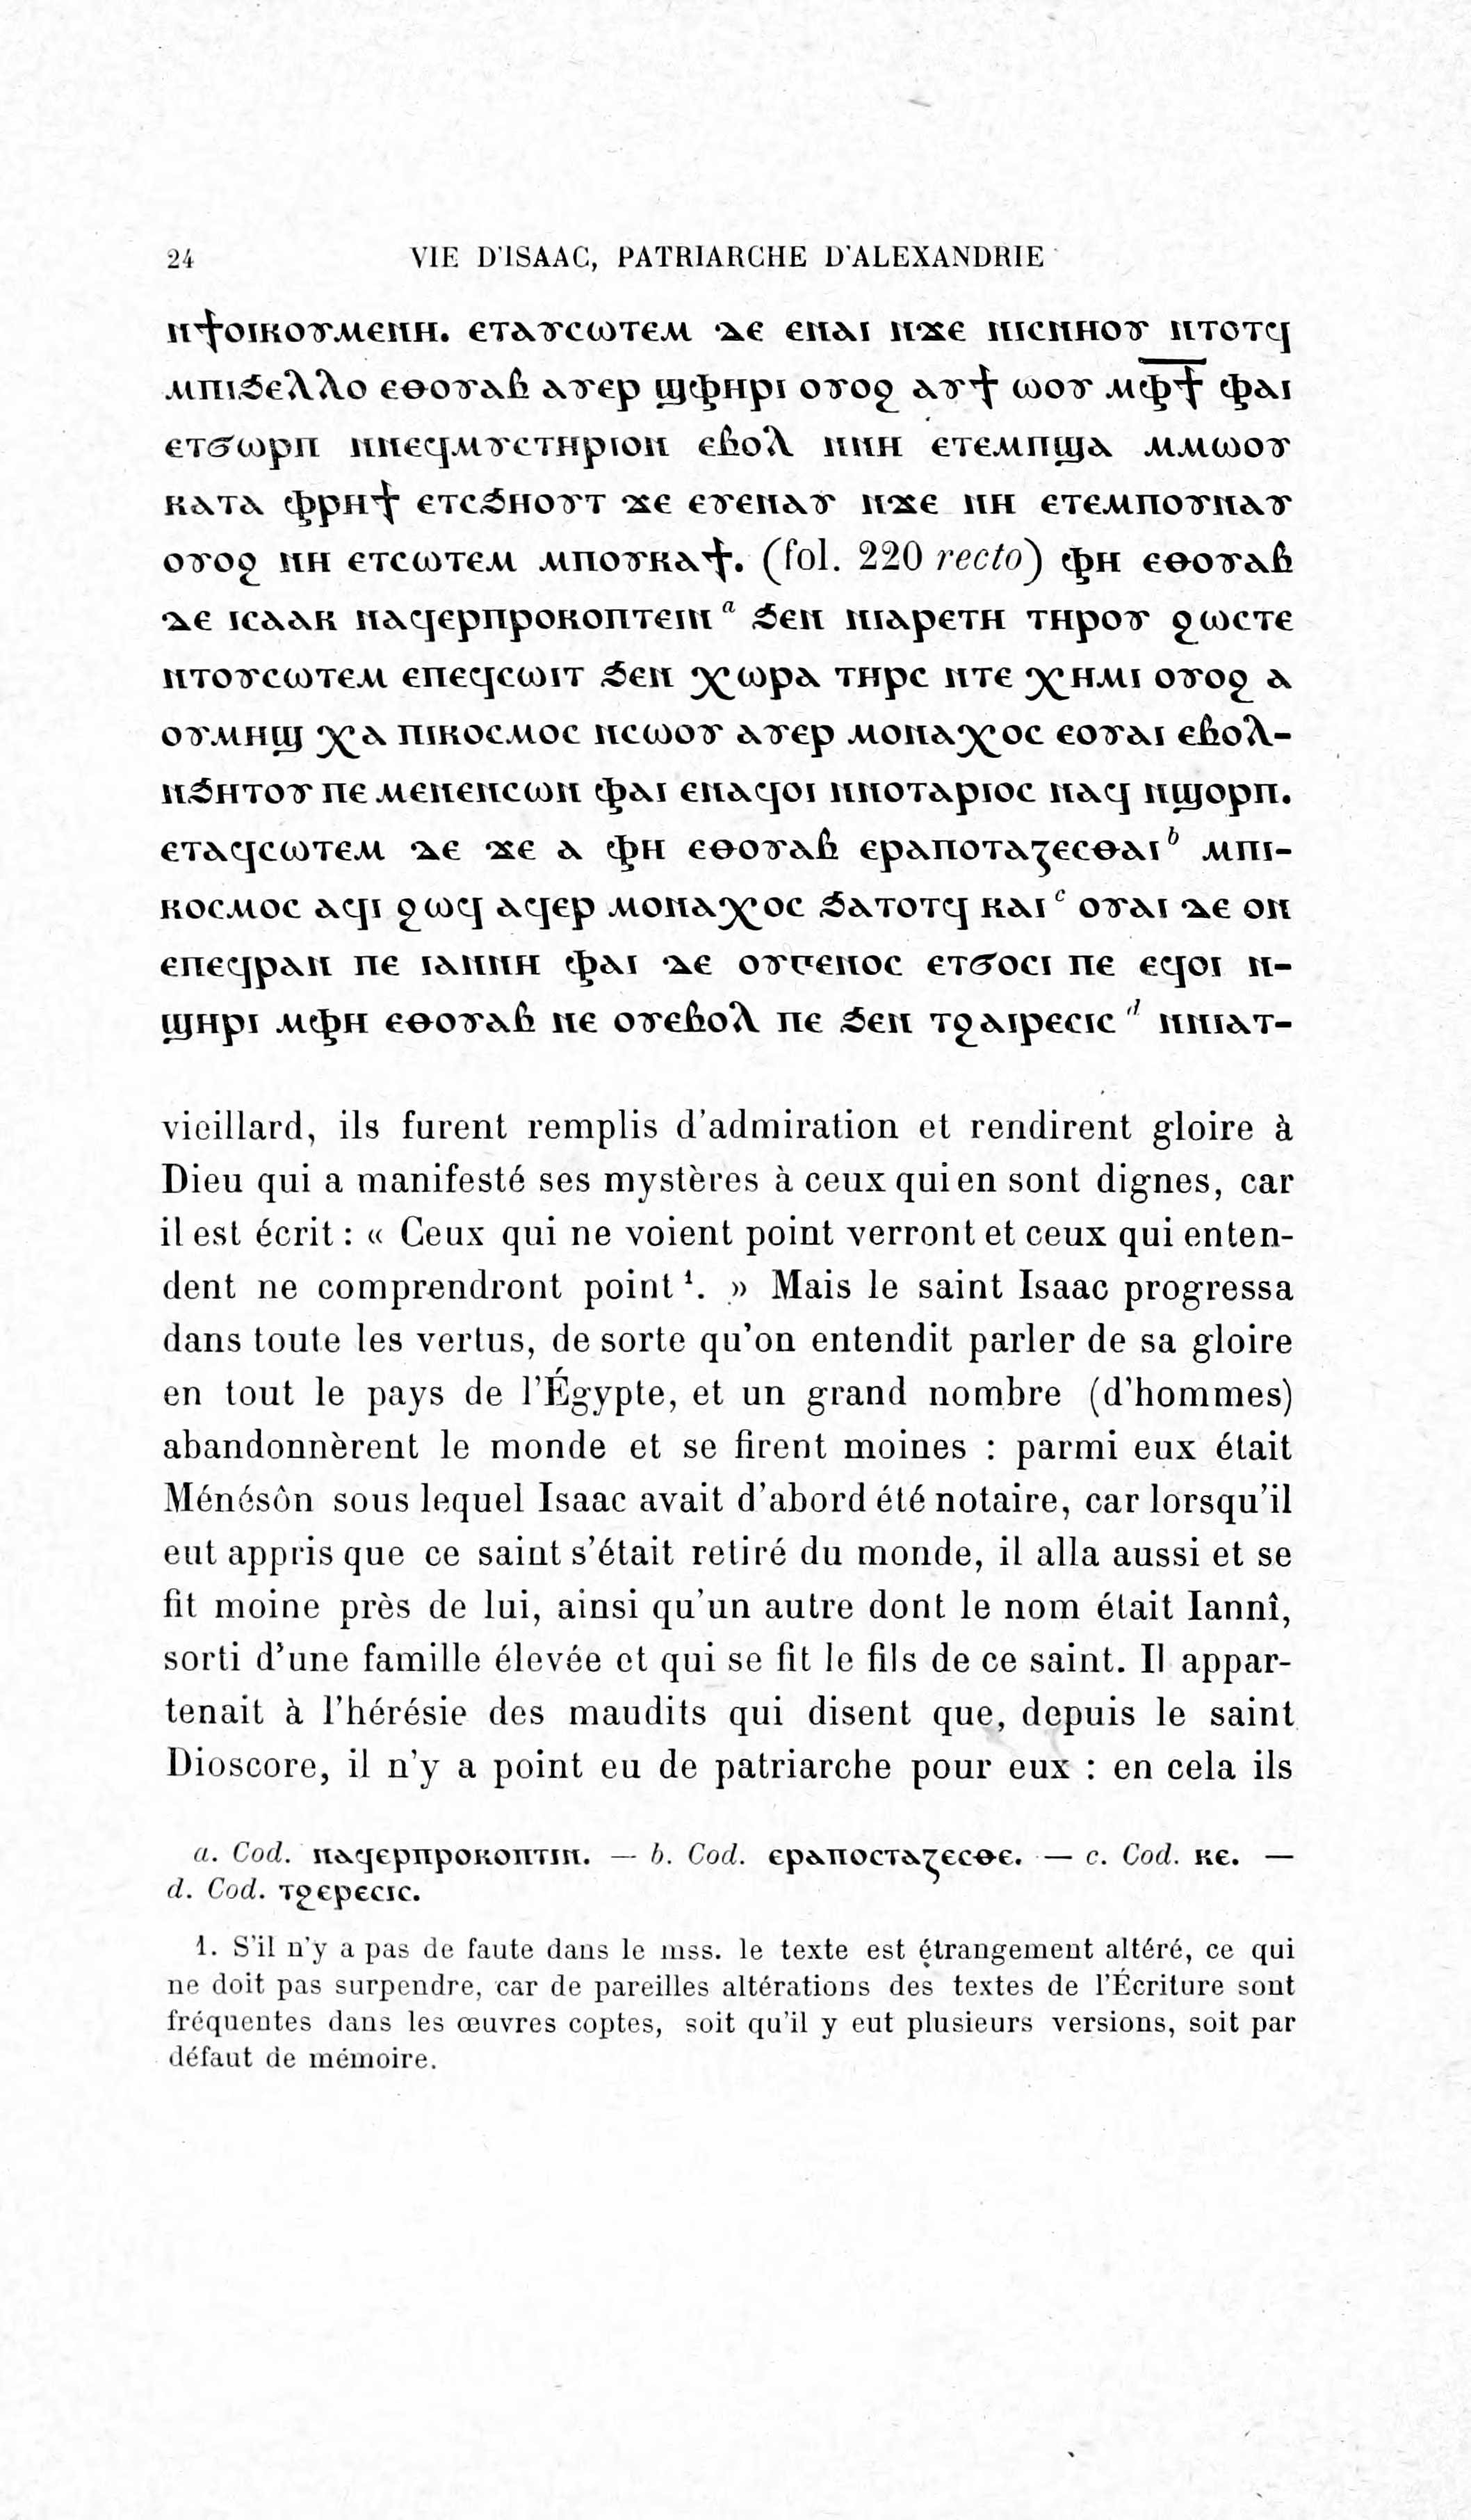 24 VIE D'ISAAC, PATRIARCHE D'ALEXANDRIE
ⲛϯⲟⲓⲕⲟⲩⲙⲉⲛⲏ. ⲉⲧⲁⲩⲥⲱⲧⲉⲙ ⲇⲉ ⲉⲛⲁⲓ ⲛϫⲉ ⲛⲓⲥⲛⲏⲟⲩ ⲛⲧⲟⲧϥ
ⲙⲡⲓϧⲉⲗⲗⲟ ⲉⲑⲟⲩⲁⲃ ⲁⲩⲉⲣ ϣⲫⲏⲣⲓ ⲟⲩⲟϩ ⲁⲩϯ ⲱⲟⲩ ⲙⲫ̅ϯ̅ ⲫⲁⲓ
ⲉⲧϭⲱⲣⲡ ⲛⲛⲉϥⲙⲩⲥⲧⲏⲣⲓⲟⲛ ⲉⲃⲟⲗ ⲛⲛⲏ ⲉⲧⲉⲙⲡϣⲁ ⲙⲙⲱⲟⲩ
ⲕⲁⲧⲁ ⲫⲣⲏϯ ⲉⲧⲥϧⲏⲟⲩⲧ ϫⲉ ⲉⲩⲉⲛⲁⲩ ⲛϫⲉ ⲛⲏ ⲉⲧⲉⲙⲡⲟⲩⲛⲁⲩ
ⲟⲩⲟϩ ⲛⲏ ⲉⲧⲥⲱⲧⲉⲙ ⲙⲡⲟⲩⲕⲁϯ. (fol. 220 recto) ⲫⲏ ⲉⲑⲟⲩⲁⲃ
ⲇⲉ ⲓⲥⲁⲁⲕ ⲛⲁϥⲉⲣⲡⲣⲟⲕⲟⲡⲧⲉⲓⲛ a ϧⲉⲛ ⲛⲓⲁⲣⲉⲧⲏ ⲧⲏⲣⲟⲩ ϩⲱⲥⲧⲉ
ⲛⲧⲟⲩⲥⲱⲧⲉⲙ ⲉⲡⲉϥⲥⲱⲓⲧ ϧⲉⲛ ⲭⲱⲣⲁ ⲧⲏⲣⲥ ⲛⲧⲉ ⲭⲏⲙⲓ ⲟⲩⲟϩ ⲁ
ⲟⲩⲙⲏϣ ⲭⲁ ⲡⲓⲕⲟⲥⲙⲟⲥ ⲛⲥⲱⲟⲩ ⲁⲩⲉⲣ ⲙⲟⲛⲁⲭⲟⲥ ⲉⲟⲩⲁⲓ ⲉⲃⲟⲗ-
ⲛϧⲏⲧⲟⲩ ⲡⲉ ⲙⲉⲛⲉⲛⲥⲱⲛ ⲫⲁⲓ ⲉⲛⲁϥⲟⲓ ⲛⲛⲟⲧⲁⲣⲓⲟⲥ ⲛⲁϥ ⲛϣⲟⲣⲡ.
ⲉⲧⲁϥⲥⲱⲧⲉⲙ ⲇⲉ ϫⲉ ⲁ ⲫⲏ ⲉⲑⲟⲩⲁⲃ ⲉⲣⲁⲡⲟⲧⲁⲍⲉⲥⲑⲁⲓ b ⲙⲡⲓ-
ⲕⲟⲥⲙⲟⲥ ⲁϥⲓ ϩⲱϥ ⲁϥⲉⲣ ⲙⲟⲛⲁⲭⲟⲥ ϧⲁⲧⲟⲧϥ ⲕⲁⲓ c ⲟⲩⲁⲓ ⲇⲉ ⲟⲛ
ⲉⲡⲉϥⲣⲁⲛ ⲡⲉ ⲓⲁⲛⲛⲏ ⲫⲁⲓ ⲇⲉ ⲟⲩⲅⲉⲛⲟⲥ ⲉⲧϭⲟⲥⲓ ⲡⲉ ⲉϥⲟⲓ ⲛ-
ϣⲏⲣⲓ ⲙⲫⲏ ⲉⲑⲟⲩⲁⲃ ⲛⲉ ⲟⲩⲉⲃⲟⲗ ⲡⲉ ϧⲉⲛ ⲧϩⲁⲓⲣⲉⲥⲓⲥ d ⲛⲛⲓⲁⲧ-
vieillard, ils furent remplis d'admiration et rendirent gloire à
Dieu qui a manifesté ses mystères à ceux qui en sont dignes, car
il est écrit : « Ceux qui ne voient point verront et ceux qui enten-
dent ne comprendront point ¹. » Mais le saint Isaac progressa
dans toute les vertus, de sorte qu'on entendit parler de sa gloire
en tout le pays de l'Égypte, et un grand nombre (d'hommes)
abandonnèrent le monde et se firent moines : parmi eux était
Ménésôn sous lequel Isaac avait d'abord été notaire, car lorsqu'il
eut appris que ce saint s'était retiré du monde, il alla aussi et se
fit moine près de lui, ainsi qu'un autre dont le nom était Iannî,
sorti d'une famille élevée et qui se fit le fils de ce saint. Il appar-
tenait à l'hérésie des maudits qui disent que, depuis le saint
Dioscore, il n'y a point eu de patriarche pour eux : en cela ils
a. Cod. ⲛⲁϥⲉⲣⲡⲣⲟⲕⲟⲡⲧⲓⲛ. — b. Cod. ⲉⲣⲁⲡⲟⲥⲧⲁⲍⲉⲥⲑⲉ. — c. Cod. ⲕⲉ. —
d. Cod. ⲧϩⲉⲣⲉⲥⲓⲥ.
1. S'il n'y a pas de faute dans le mss. le texte est étrangement altéré, ce qui
ne doit pas surpendre, car de pareilles altérations des textes de l'Écriture sont
fréquentes dans les œuvres coptes, soit qu'il y eut plusieurs versions, soit par
défaut de mémoire.